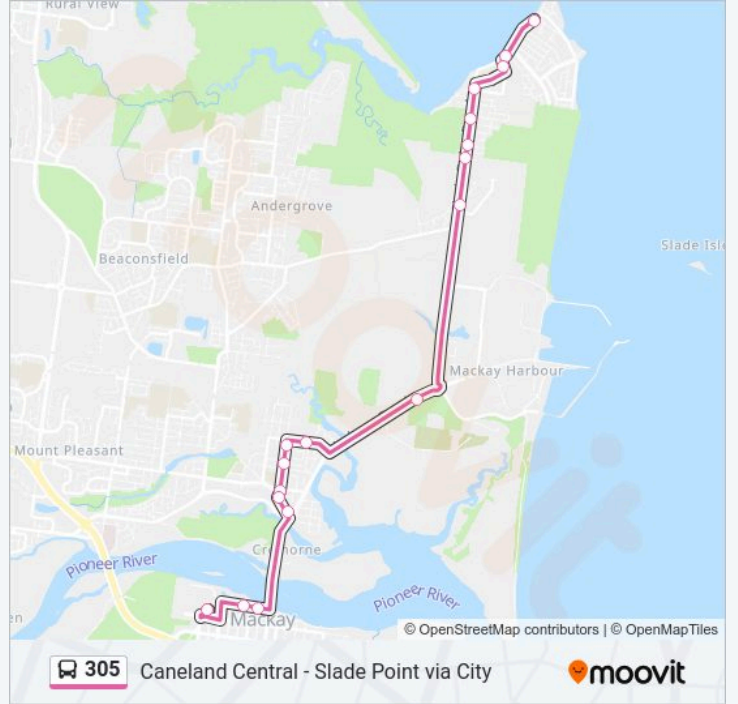 Rural View
Andergrove
Slade Isl
Beaconsfield
Mackay Harbour
Mount Pleasant
Cremorne
Pioneer River
Pioneer River
en
Mackay
© OpenStreetMap contributors | © OpenMapTiles
305 Caneland Central - Slade Point via City
moovit